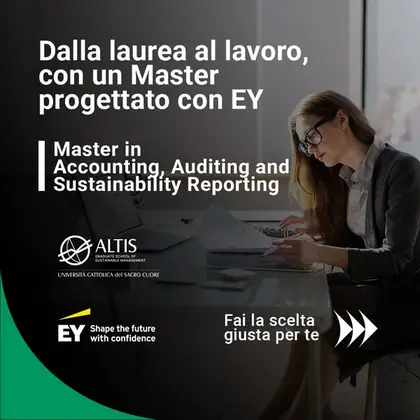 Dalla laurea al lavoro,
con un Master
progettato con EY
Master in
Accounting, Auditing and
Sustainability Reporting
ALTIS
GRADUATE SCHOOL OF
SUSTAINABLE MANAGEMENT
UNIVERSITÀ CATTOLICA del SACRO CUORE
EY
Shape the future
with confidence
Fai la scelta
giusta per te